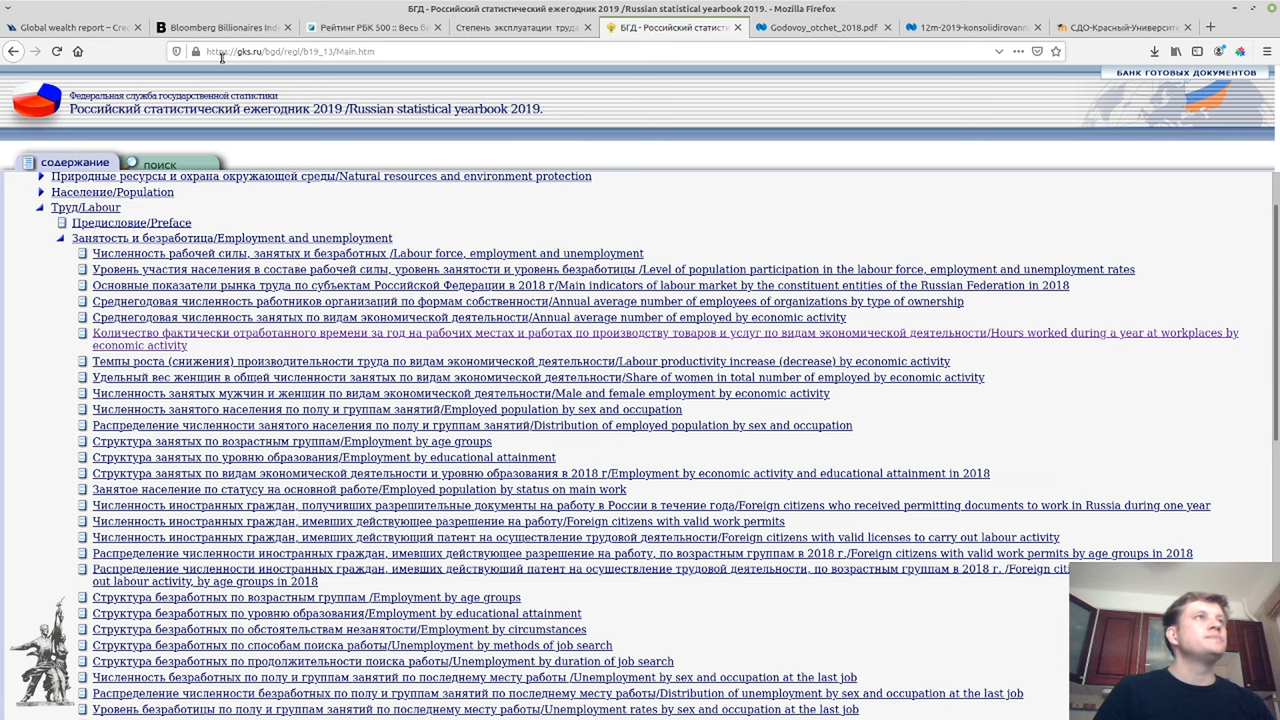 БГД - Российский статистический ежегодник 2019 /Russian statistical yearbook 2019. - Mozilla Firefox
Global wealth report – Cre
Bloomberg Billionaires Ind
Рейтинг РБК 500 :: Весь б
Степень эксплуатации труда
БГД - Российский статисти
Godovoy_otchet_2018.pdf
12m-2019-konsolidirovann
СДО-Красный-Университе
https://gks.ru/bgd/regl/b19_13/Main.htm
БАНК ГОТОВЫХ ДОКУМЕНТОВ
Федеральная служба государственной статистики
Российский статистический ежегодник 2019 /Russian statistical yearbook 2019.
содержание
поиск
Природные ресурсы и охрана окружающей среды/Natural resources and environment protection
Население/Population
Труд/Labour
Предисловие/Preface
Занятость и безработица/Employment and unemployment
Численность рабочей силы, занятых и безработных /Labour force, employment and unemployment
Уровень участия населения в составе рабочей силы, уровень занятости и уровень безработицы /Level of population participation in the labour force, employment and unemployment rates
Основные показатели рынка труда по субъектам Российской Федерации в 2018 г/Main indicators of labour market by the constituent entities of the Russian Federation in 2018
Среднегодовая численность работников организаций по формам собственности/Annual average number of employees of organizations by type of ownership
Среднегодовая численность занятых по видам экономической деятельности/Annual average number of employed by economic activity
Количество фактически отработанного времени за год на рабочих местах и работах по производству товаров и услуг по видам экономической деятельности/Hours worked during a year at workplaces by
economic activity
Темпы роста (снижения) производительности труда по видам экономической деятельности/Labour productivity increase (decrease) by economic activity
Удельный вес женщин в общей численности занятых по видам экономической деятельности/Share of women in total number of employed by economic activity
Численность занятых мужчин и женщин по видам экономической деятельности/Male and female employment by economic activity
Численность занятого населения по полу и группам занятий/Employed population by sex and occupation
Распределение численности занятого населения по полу и группам занятий/Distribution of employed population by sex and occupation
Структура занятых по возрастным группам/Employment by age groups
Структура занятых по уровню образования/Employment by educational attainment
Структура занятых по видам экономической деятельности и уровню образования в 2018 г/Employment by economic activity and educational attainment in 2018
Занятое население по статусу на основной работе/Employed population by status on main work
Численность иностранных граждан, получивших разрешительные документы на работу в России в течение года/Foreign citizens who received permitting documents to work in Russia during one year
Численность иностранных граждан, имевших действующее разрешение на работу/Foreign citizens with valid work permits
Численность иностранных граждан, имевших действующий патент на осуществление трудовой деятельности/Foreign citizens with valid licenses to carry out labour activity
Распределение численности иностранных граждан, имевших действующее разрешение на работу, по возрастным группам в 2018 г./Foreign citizens with valid work permits by age groups in 2018
Распределение численности иностранных граждан, имевших действующий патент на осуществление трудовой деятельности, по возрастным группам в 2018 г. /Foreign
out labour activity, by age groups in 2018
Структура безработных по возрастным группам /Employment by age groups
Структура безработных по уровню образования/Employment by educational attainment
Структура безработных по обстоятельствам незанятости/Employment by circumstances
Структура безработных по способам поиска работы/Unemployment by methods of job search
Структура безработных по продолжительности поиска работы/Unemployment by duration of job search
Численность безработных по полу и группам занятий по последнему месту работы /Unemployment by sex and occupation at the last job
Распределение численности безработных по полу и группам занятий по последнему месту работы/Distribution of unemployment by sex and occupation at the last job
Уровень безработицы по полу и группам занятий по последнему месту работы/Unemployment rates by sex and occupation at the last job